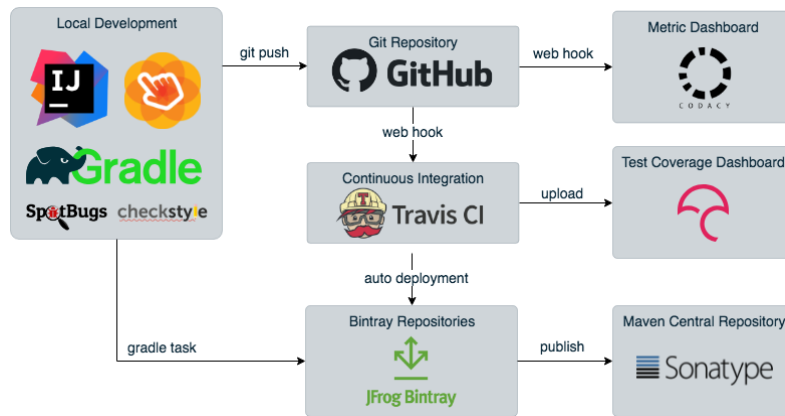 Local Development
IJ
Gradle
SpotBugs
checkstyle
git push
Git Repository
GitHub
web hook
Metric Dashboard
CODACY
web hook
Continuous Integration
T
Travis CI
upload
Test Coverage Dashboard
auto deployment
gradle task
Bintray Repositories
JFrog Bintray
publish
Maven Central Repository
Sonatype